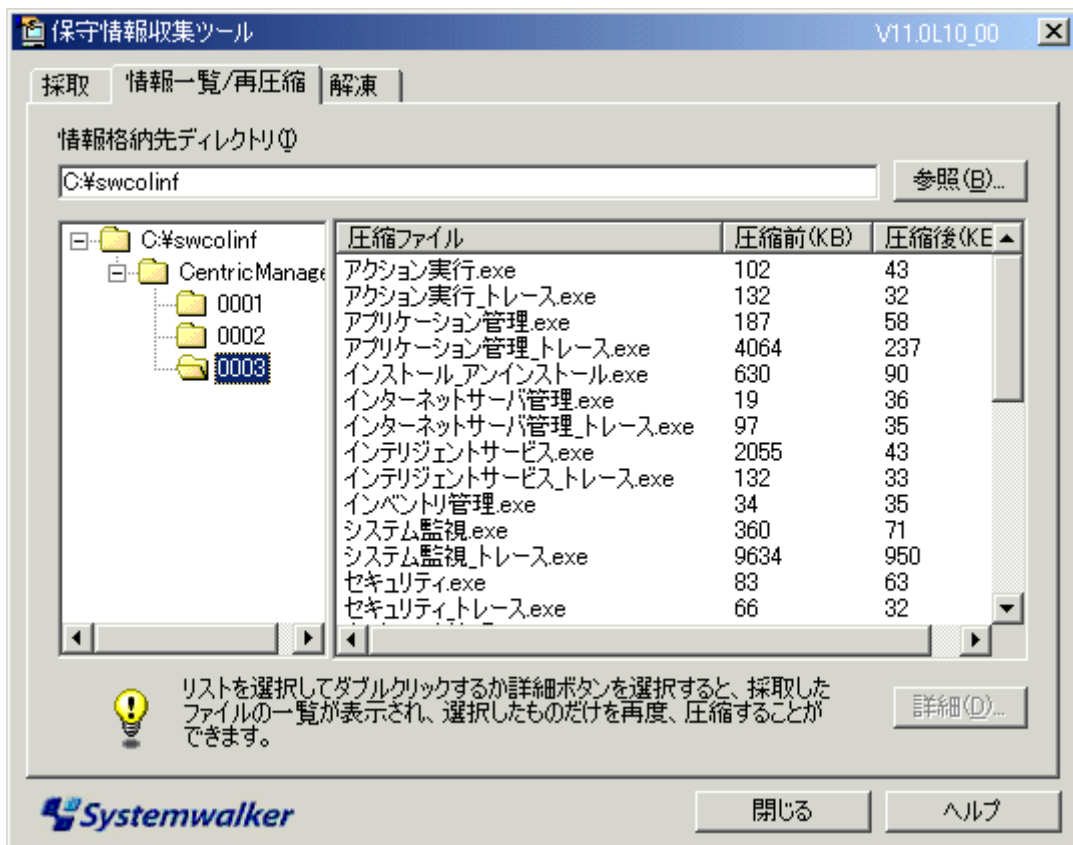 保守情報収集ツール V11.0L10_00
採取 情報一覧/再圧縮 解凍
情報格納先ディレクトリ(I)
C:¥swcolinf 参照(B)...
C:¥swcolinf
CentricManage
0001
0002
0003
圧縮ファイル 圧縮前(KB) 圧縮後(KB
アクション実行.exe 102 43
アクション実行_トレース.exe 132 32
アプリケーション管理.exe 187 58
アプリケーション管理_トレース.exe 4064 237
インストール_アンインストール.exe 630 90
インターネットサーバ管理.exe 19 36
インターネットサーバ管理_トレース.exe 97 35
インテリジェントサービス.exe 2055 43
インテリジェントサービス_トレース.exe 132 33
インベントリ管理.exe 34 35
システム監視.exe 360 71
システム監視_トレース.exe 9634 950
セキュリティ.exe 83 63
セキュリティ_トレース.exe 66 32
リストを選択してダブルクリックするか詳細ボタンを選択すると、採取した
ファイルの一覧が表示され、選択したものだけを再度、圧縮することが
できます。
詳細(D)...
Systemwalker
閉じる ヘルプ